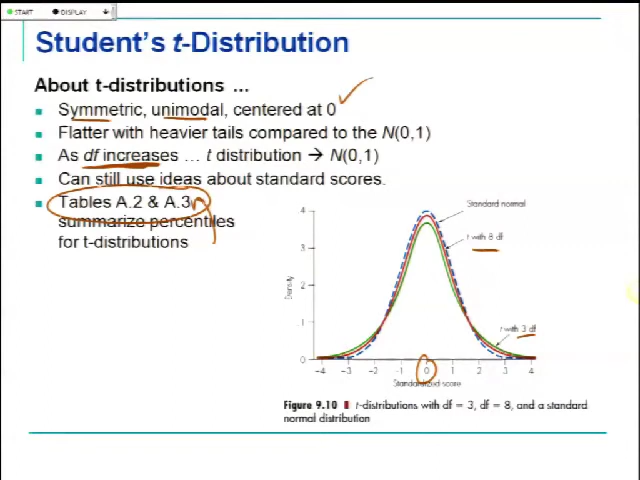 START DISPLAY
Student's t-Distribution
About t-distributions ...
Symmetric, unimodal, centered at 0
Flatter with heavier tails compared to the N(0,1)
As df increases ... t distribution → N(0,1)
Can still use ideas about standard scores.
Tables A.2 & A.3
summarize percentiles
for t-distributions
Standard normal
t with 8 df
t with 3 df
Density
4
3
2
1
0
-4 -3 -2 -1 0 1 2 3 4
Standardized score
Figure 9.10 t-distributions with df = 3, df = 8, and a standard
normal distribution